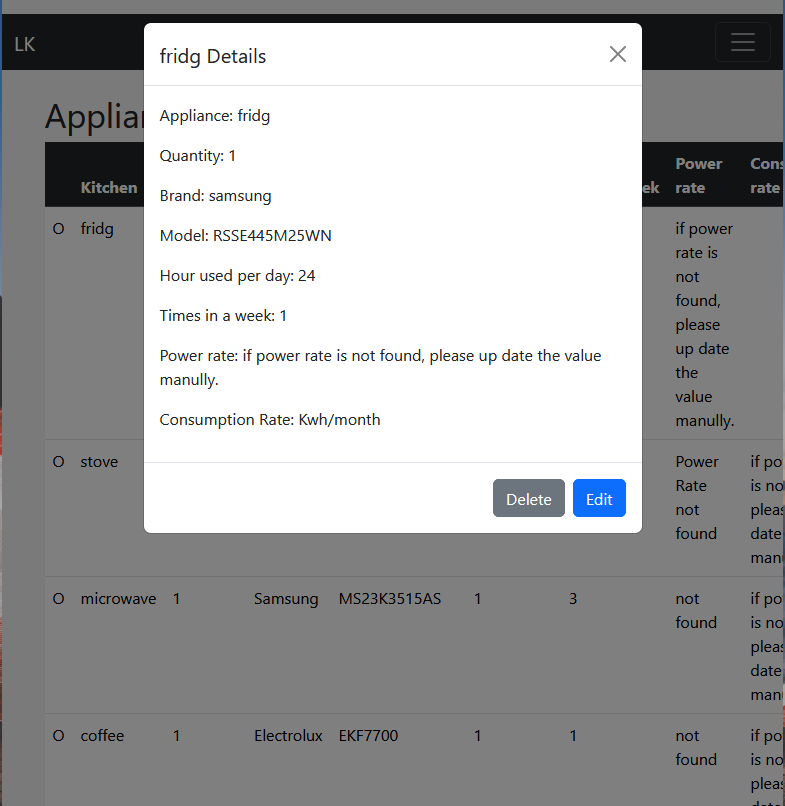 LK
fridg Details
Appliance: fridg
Quantity: 1
Brand: samsung
Model: RSSE445M25WN
Hour used per day: 24
Times in a week: 1
Power rate: if power rate is not found, please up date the value
manully.
Consumption Rate: Kwh/month
Delete Edit
Applian
Kitchen
ek
Power
rate
Cons
rate
O fridg
if power
rate is
not
found,
please
up date
the
value
manully.
O stove
Power
Rate
not
found
if po
is no
pleas
date
manu
O microwave 1 Samsung MS23K3515AS 1 3
not
found
if po
is no
pleas
date
manu
O coffee 1 Electrolux EKF7700 1 1
not
found
if po
is no
pleas